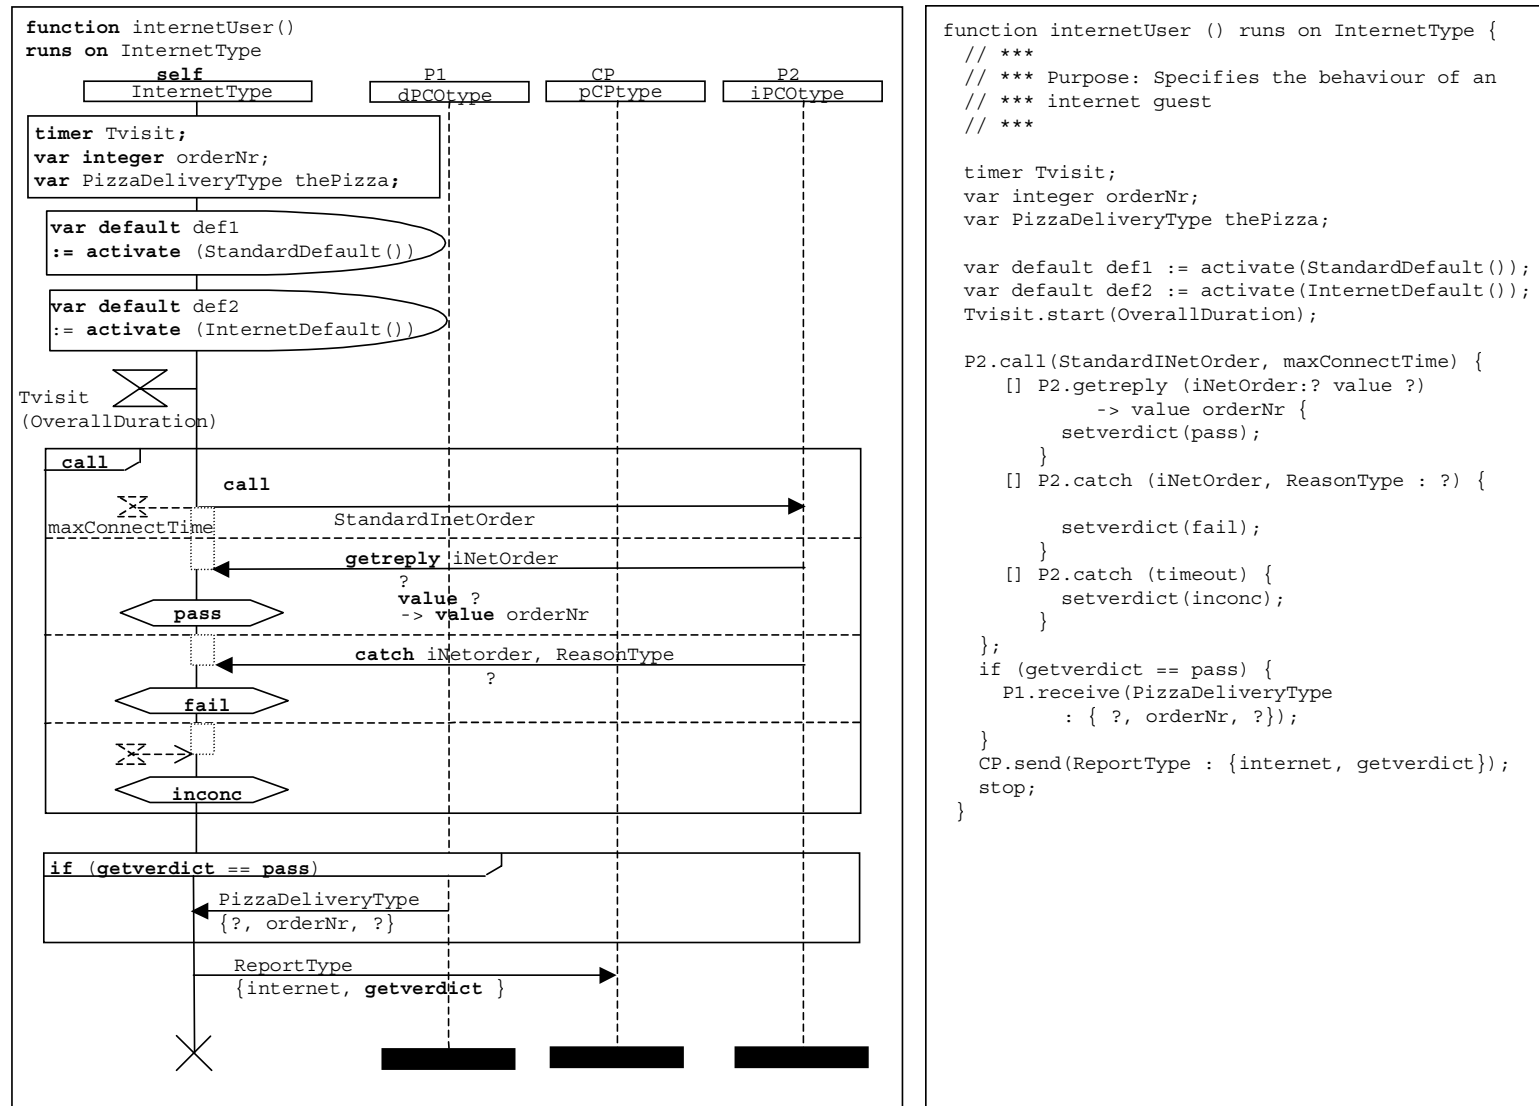 function internetUser()
runs on InternetType
self
P1
CP
P2
InternetType
dPCOtype
pCPtype
iPCOtype
timer Tvisit;
var integer orderNr;
var PizzaDeliveryType thePizza;
var default def1
:= activate (StandardDefault())
var default def2
:= activate (InternetDefault())
Tvisit
(OverallDuration)
call
call
maxConnectTime
StandardInetOrder
getreply iNetOrder
?
value ?
-> value orderNr
pass
catch iNetorder, ReasonType
?
fail
inconc
if (getverdict == pass)
PizzaDeliveryType
{?, orderNr, ?}
ReportType
{internet, getverdict }
function internetUser () runs on InternetType {
// ***
// *** Purpose: Specifies the behaviour of an
// *** internet guest
// ***
timer Tvisit;
var integer orderNr;
var PizzaDeliveryType thePizza;
var default def1 := activate(StandardDefault());
var default def2 := activate(InternetDefault());
Tvisit.start(OverallDuration);
P2.call(StandardINetOrder, maxConnectTime) {
[] P2.getreply (iNetOrder:? value ?)
-> value orderNr {
setverdict(pass);
}
[] P2.catch (iNetOrder, ReasonType : ?) {
setverdict(fail);
}
[] P2.catch (timeout) {
setverdict(inconc);
}
};
if (getverdict == pass) {
P1.receive(PizzaDeliveryType
: { ?, orderNr, ?});
}
CP.send(ReportType : {internet, getverdict});
stop;
}